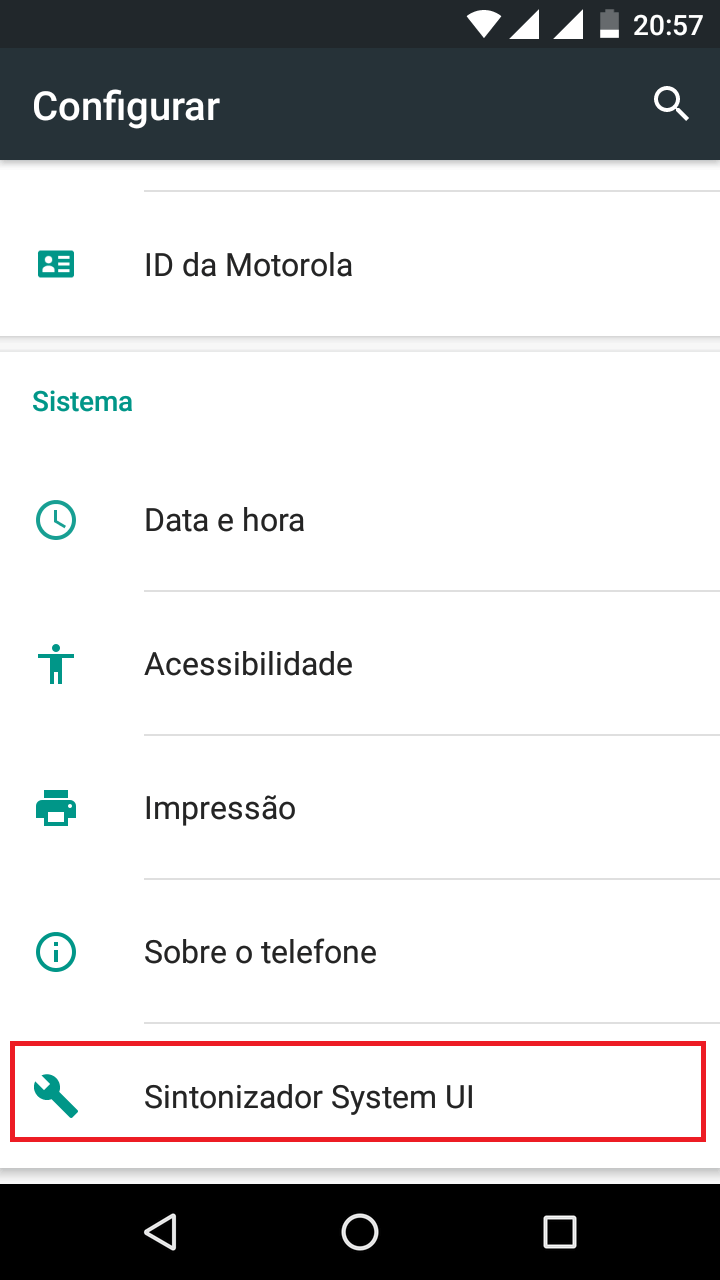 20:57
Configurar
ID da Motorola
Sistema
Data e hora
Acessibilidade
Impressão
Sobre o telefone
Sintonizador System UI